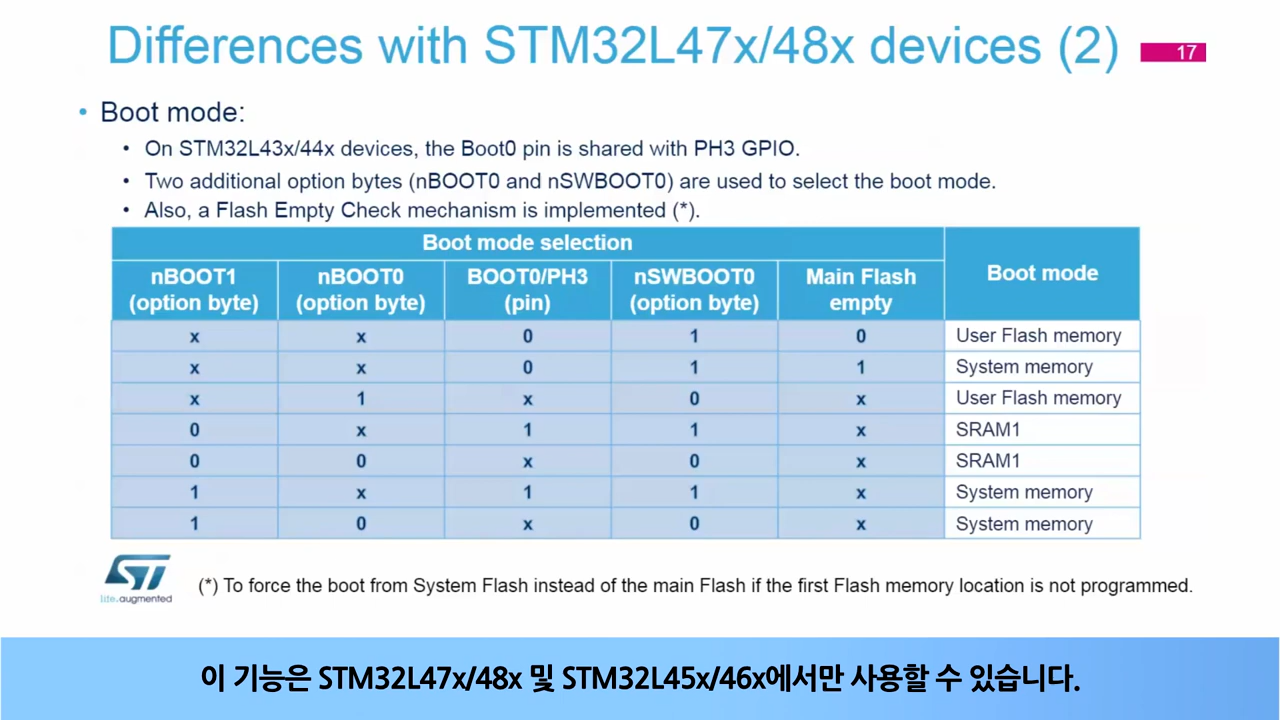 Differences with STM32L47x/48x devices (2)
17
• Boot mode:
• On STM32L43x/44x devices, the Boot0 pin is shared with PH3 GPIO.
• Two additional option bytes (nBOOT0 and nSWBOOT0) are used to select the boot mode.
• Also, a Flash Empty Check mechanism is implemented (*).
Boot mode selection
Boot mode
nBOOT1 (option byte)
nBOOT0 (option byte)
BOOT0/PH3 (pin)
nSWBOOT0 (option byte)
Main Flash empty
x x 0 1 0 User Flash memory
x x 0 1 1 System memory
x 1 x 0 x User Flash memory
0 x 1 1 x SRAM1
0 0 x 0 x SRAM1
1 x 1 1 x System memory
1 0 x 0 x System memory
ST
life.augmented
(*) To force the boot from System Flash instead of the main Flash if the first Flash memory location is not programmed.
이 기능은 STM32L47x/48x 및 STM32L45x/46x에서만 사용할 수 있습니다.